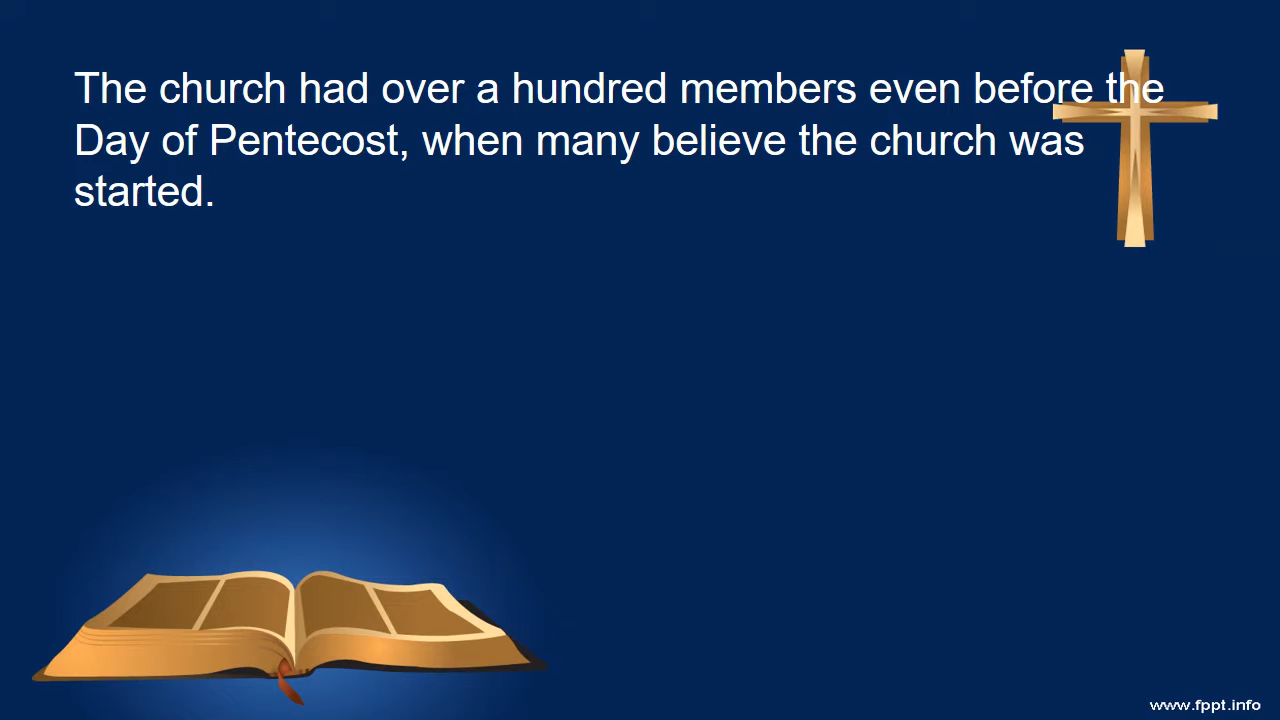 The church had over a hundred members even before the
Day of Pentecost, when many believe the church was
started.
www.fppt.info